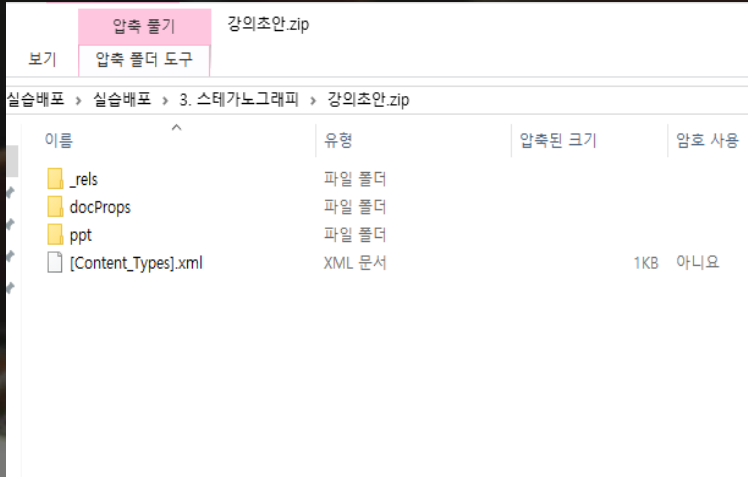 압축 풀기 강의초안.zip
보기 압축 폴더 도구
실습배포 › 실습배포 › 3. 스테가노그래피 › 강의초안.zip
이름 유형 압축된 크기 암호 사용
_rels 파일 폴더
docProps 파일 폴더
ppt 파일 폴더
[Content_Types].xml XML 문서 1KB 아니요